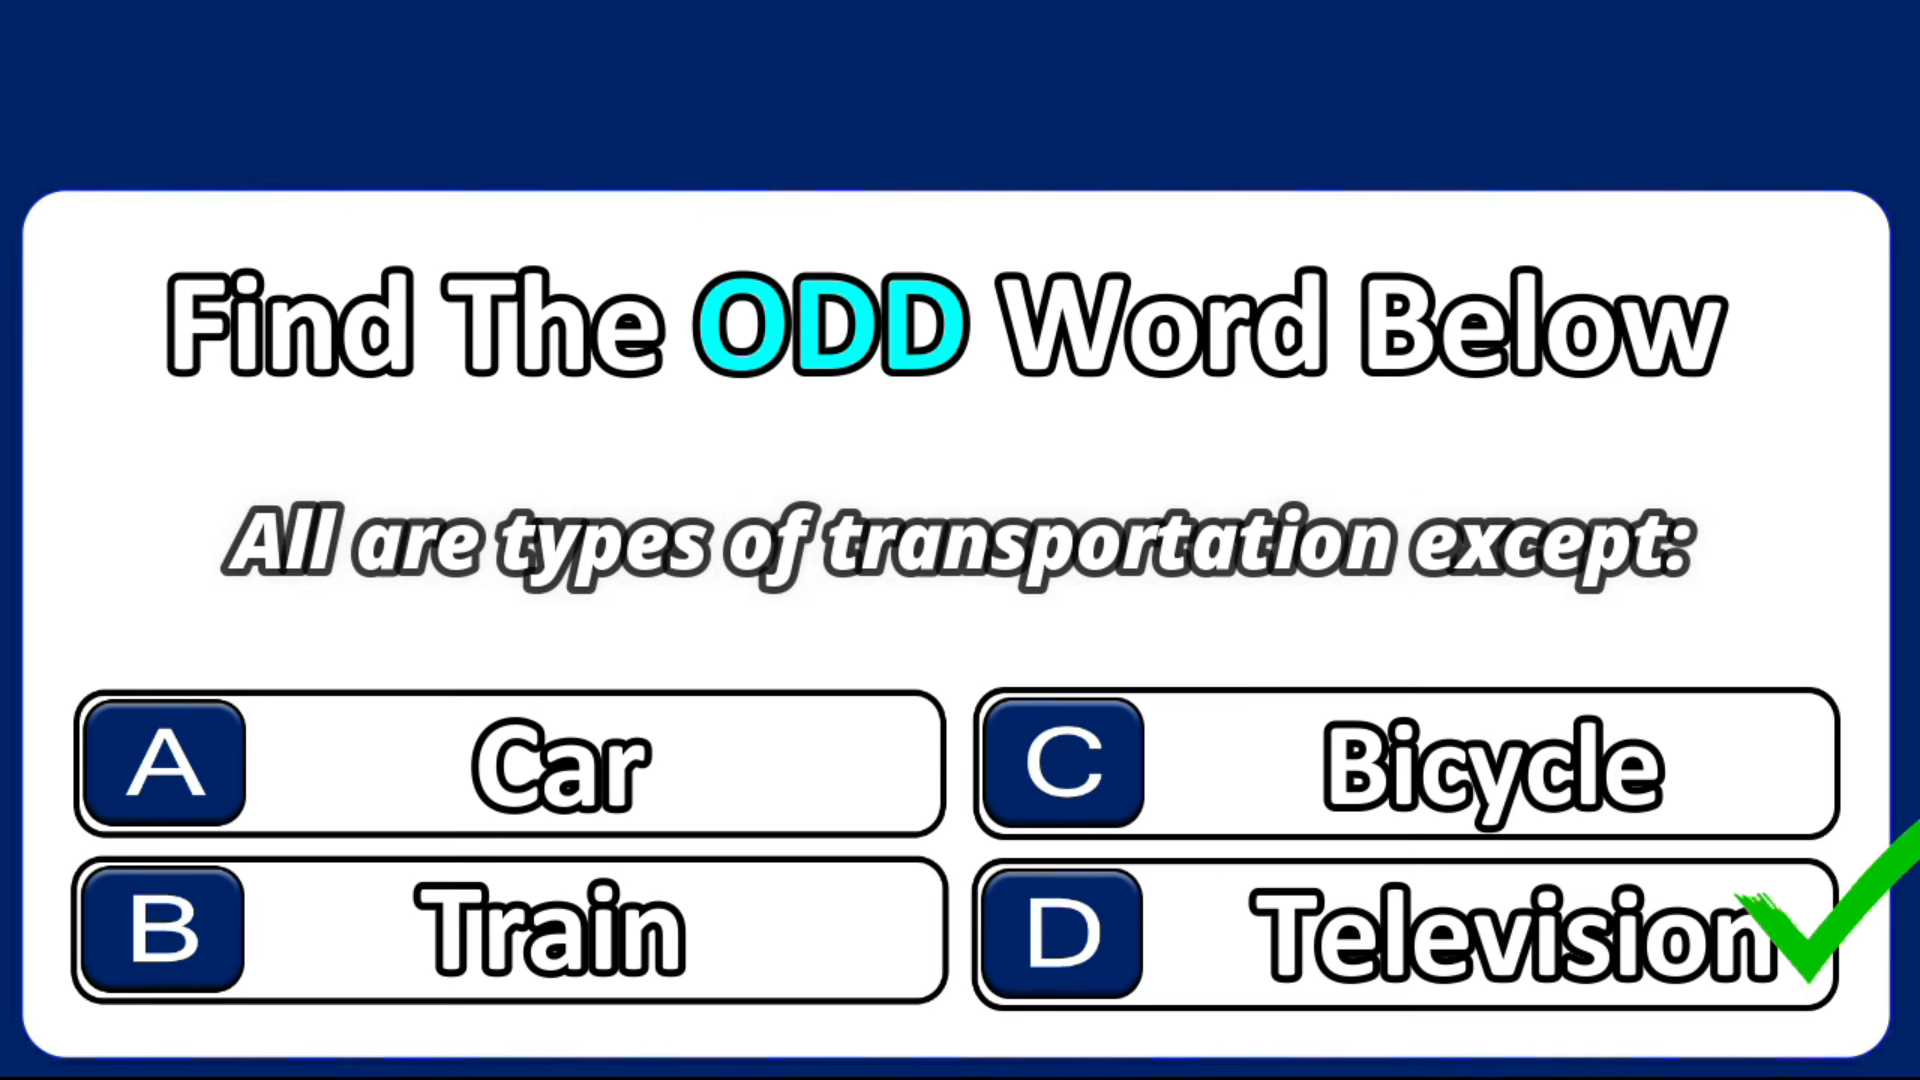 Find The ODD Word Below
All are types of transportation except:
A Car
C Bicycle
B Train
D Television